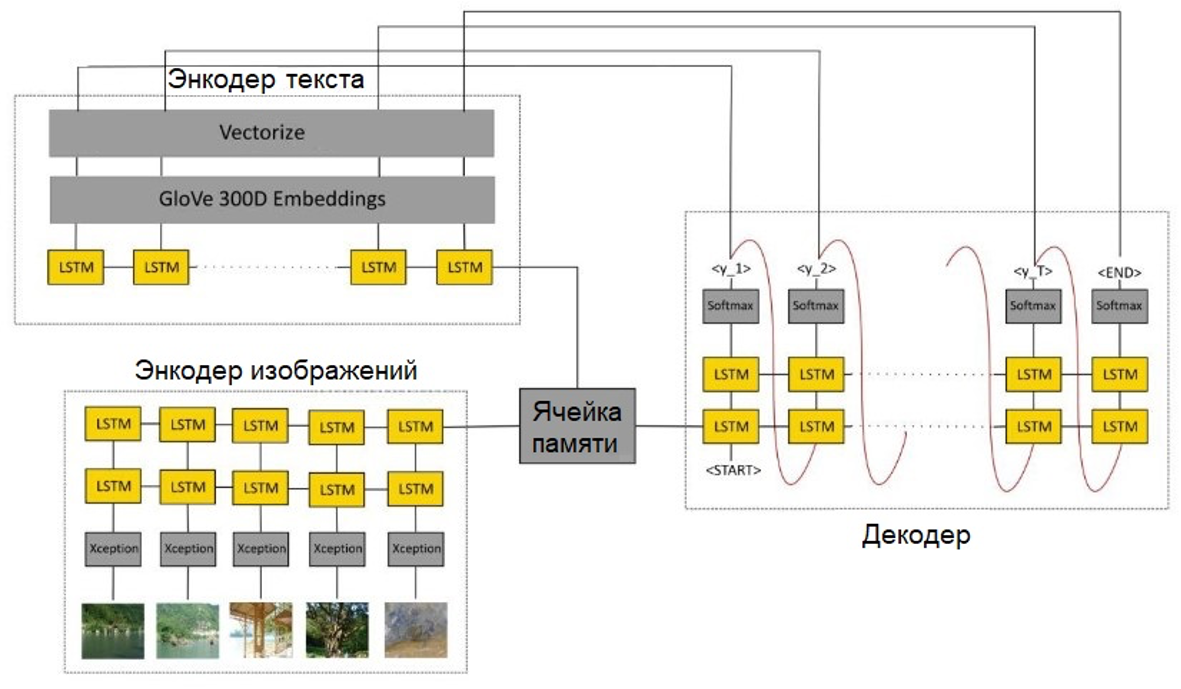 Энкодер текста
Vectorize
GloVe 300D Embeddings
LSTM LSTM LSTM LSTM
<y_1> <y_2> <y_T> <END>
Softmax Softmax Softmax Softmax
LSTM LSTM LSTM LSTM
LSTM LSTM LSTM LSTM
<START>
Декодер
Ячейка
памяти
Энкодер изображений
LSTM LSTM LSTM LSTM LSTM
LSTM LSTM LSTM LSTM LSTM
Xception Xception Xception Xception Xception